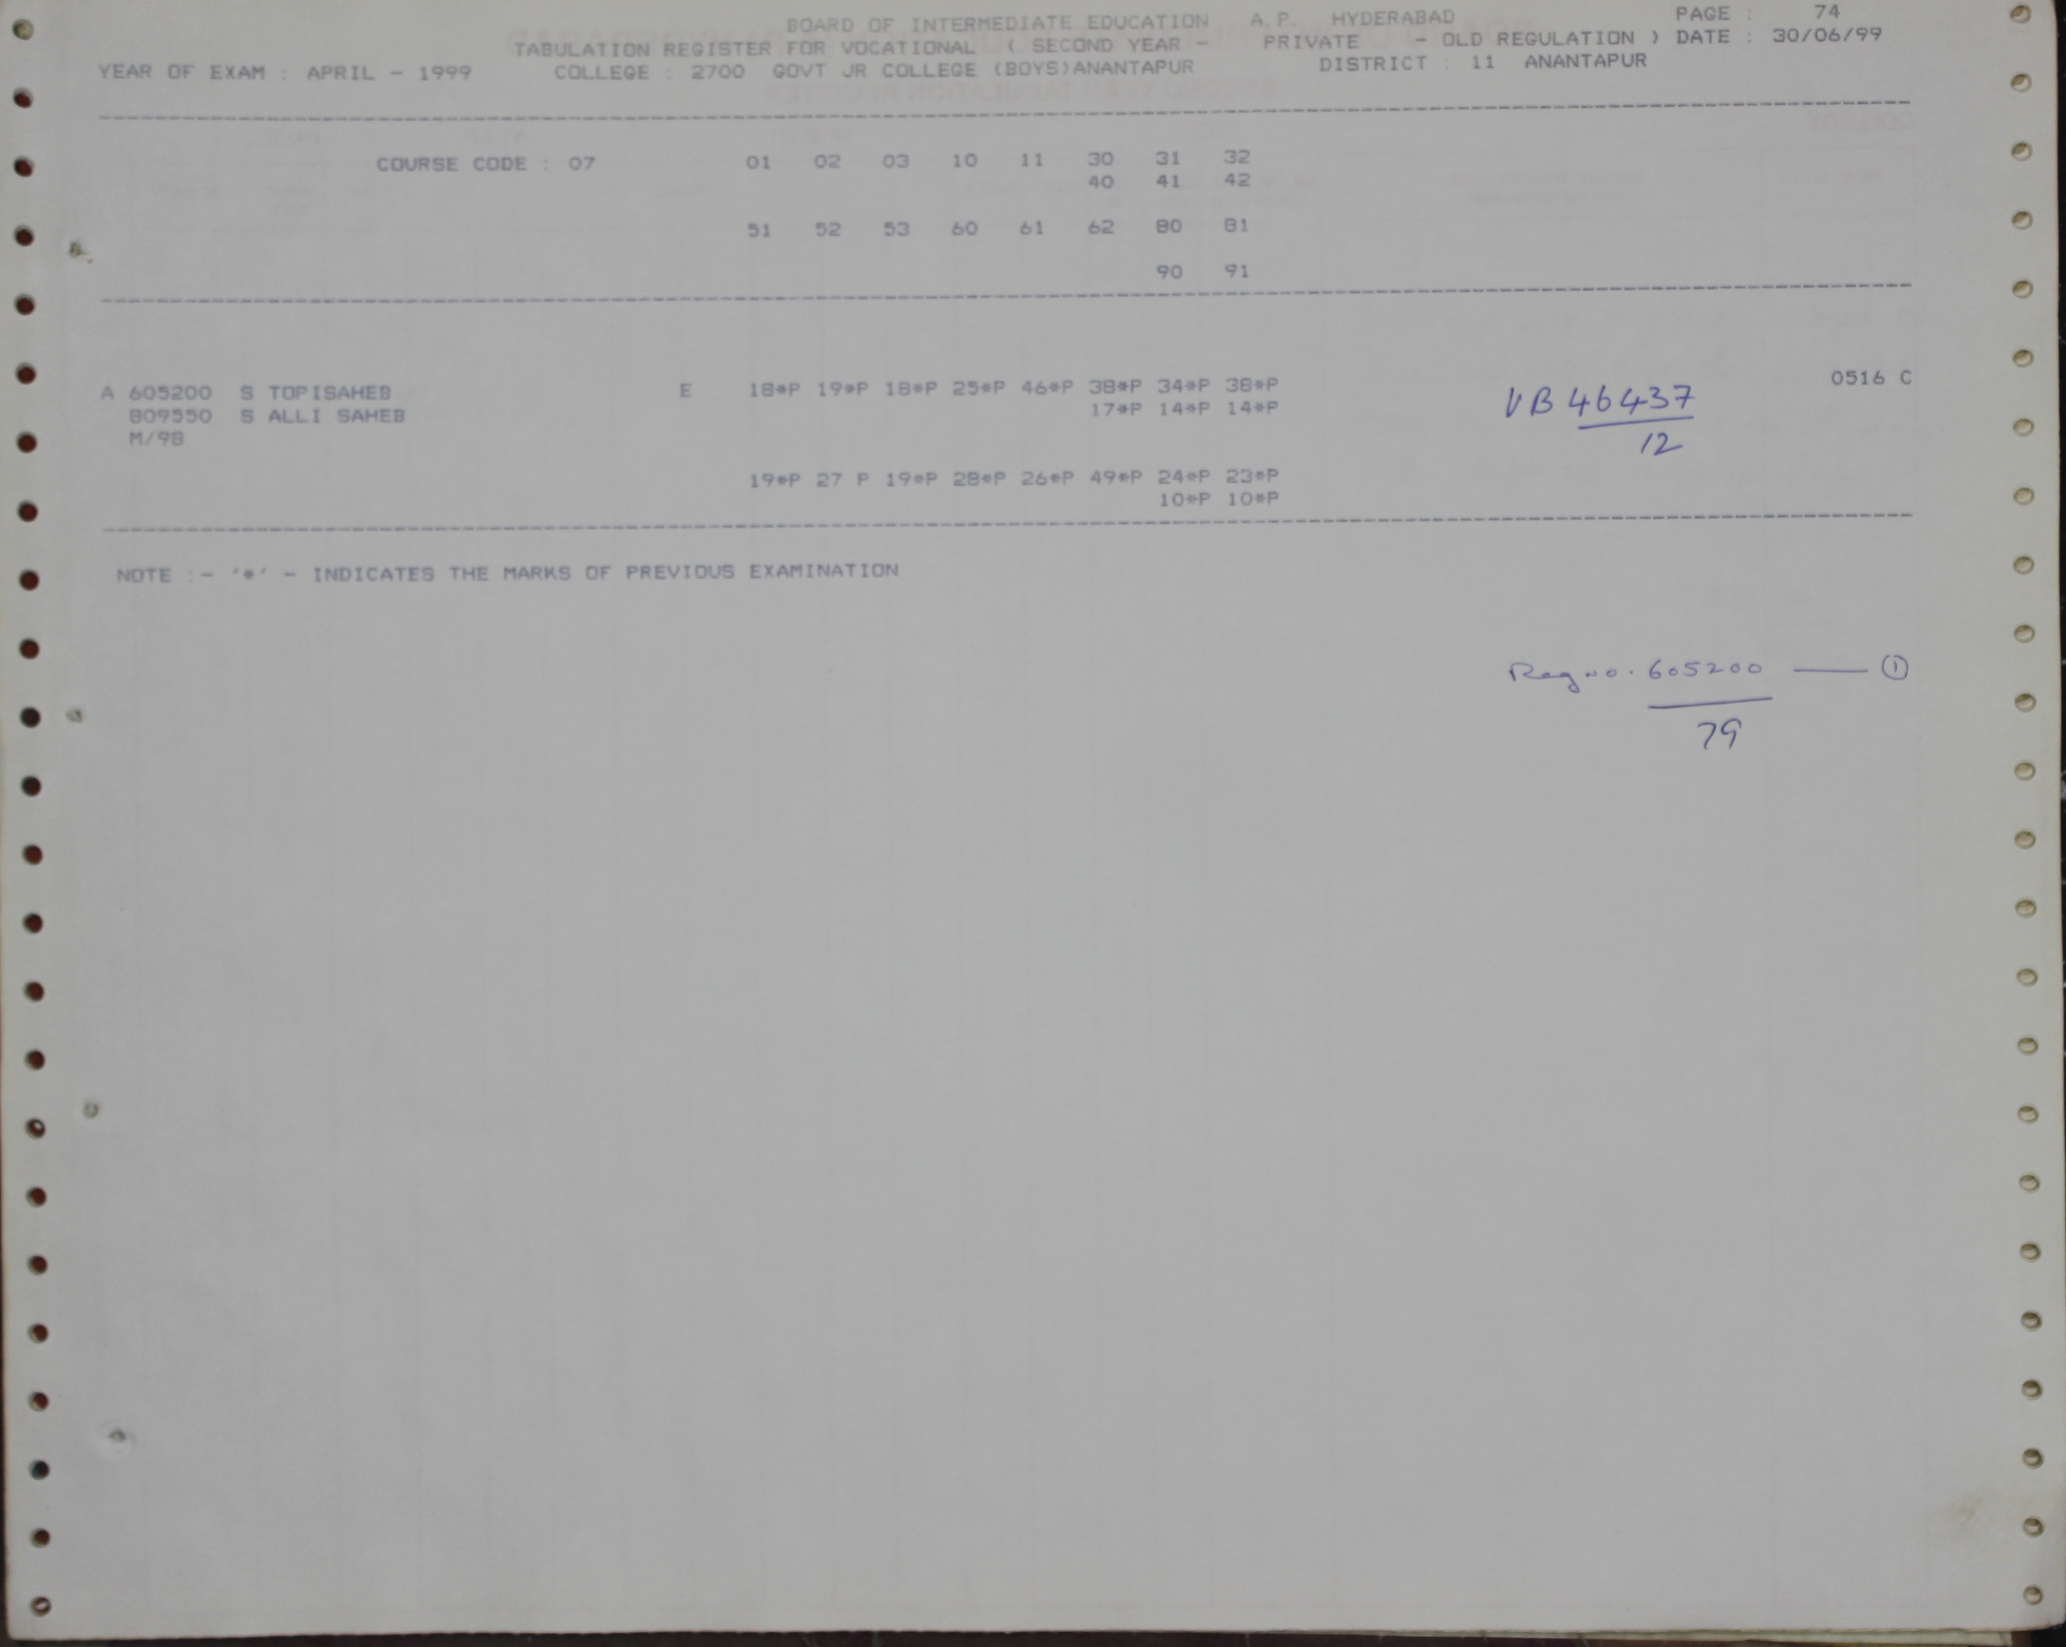 BOARD OF INTERMEDIATE EDUCATION A.P. HYDERABAD PAGE : 74
TABULATION REGISTER FOR VOCATIONAL ( SECOND YEAR - PRIVATE - OLD REGULATION ) DATE : 30/06/99
YEAR OF EXAM : APRIL - 1999 COLLEGE : 2700 GOVT JR COLLEGE (BOYS)ANANTAPUR DISTRICT : 11 ANANTAPUR
COURSE CODE : 07 01 02 03 10 11 30 31 32
40 41 42
51 52 53 60 61 62 80 81
90 91
A 605200 S TOPISAHEB E 18*P 19*P 18*P 25*P 46*P 38*P 34*P 38*P 0516 C
809550 S ALLI SAHEB 17*P 14*P 14*P
M/98
VB 46437
12
19*P 27 P 19*P 28*P 26*P 49*P 24*P 23*P
10*P 10*P
NOTE :- '*' - INDICATES THE MARKS OF PREVIOUS EXAMINATION
Reg no. 605200 —— ①
79